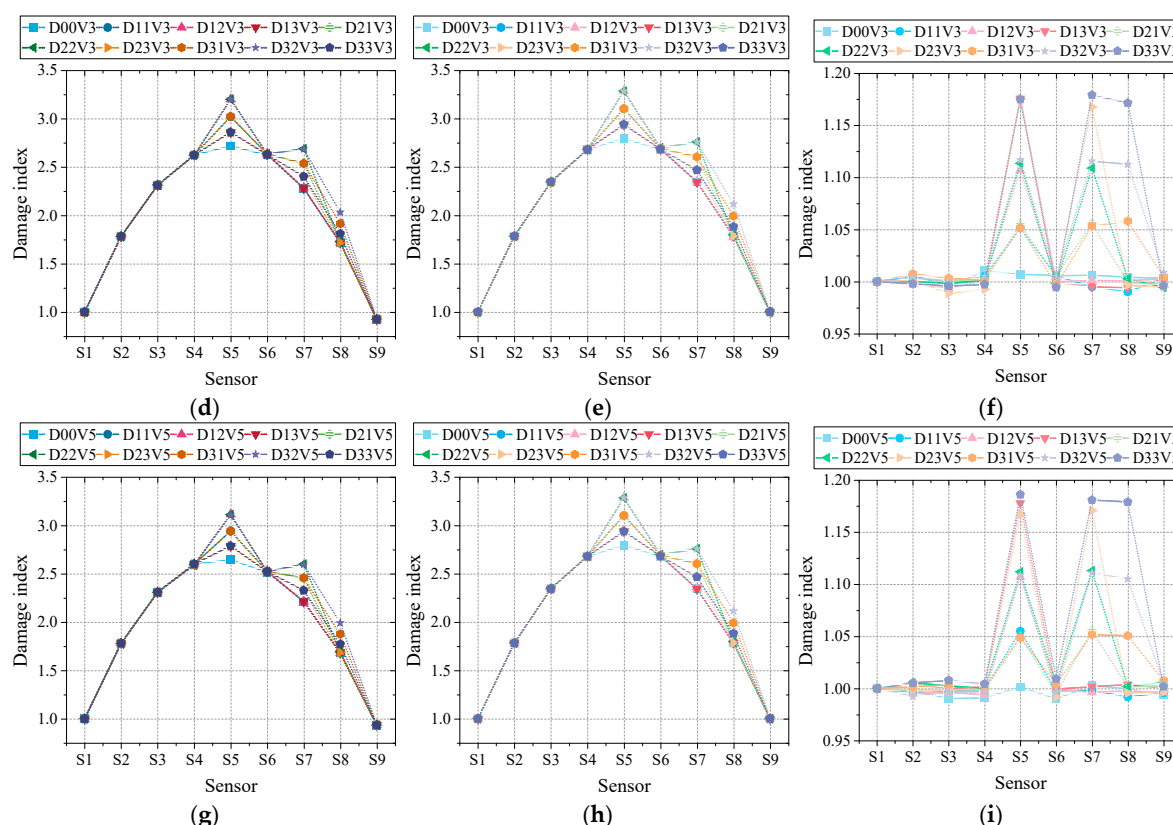 D00V3 D11V3 D12V3 D13V3 D21V3
D22V3 D23V3 D31V3 D32V3 D33V3
3.5
3.0
2.5
2.0
1.5
1.0
Damage index
S1 S2 S3 S4 S5 S6 S7 S8 S9
Sensor
(d)
D00V3 D11V3 D12V3 D13V3 D21V3
D22V3 D23V3 D31V3 D32V3 D33V3
3.5
3.0
2.5
2.0
1.5
1.0
Damage index
S1 S2 S3 S4 S5 S6 S7 S8 S9
Sensor
(e)
D00V3 D11V3 D12V3 D13V3 D21V3
D22V3 D23V3 D31V3 D32V3 D33V3
1.20
1.15
1.10
1.05
1.00
0.95
Damage index
S1 S2 S3 S4 S5 S6 S7 S8 S9
Sensor
(f)
D00V5 D11V5 D12V5 D13V5 D21V5
D22V5 D23V5 D31V5 D32V5 D33V5
3.5
3.0
2.5
2.0
1.5
1.0
Damage index
S1 S2 S3 S4 S5 S6 S7 S8 S9
Sensor
(g)
D00V5 D11V5 D12V5 D13V5 D21V5
D22V5 D23V5 D31V5 D32V5 D33V5
3.5
3.0
2.5
2.0
1.5
1.0
Damage index
S1 S2 S3 S4 S5 S6 S7 S8 S9
Sensor
(h)
D00V5 D11V5 D12V5 D13V5 D21V5
D22V5 D23V5 D31V5 D32V5 D33V5
1.20
1.15
1.10
1.05
1.00
0.95
Damage index
S1 S2 S3 S4 S5 S6 S7 S8 S9
Sensor
(i)